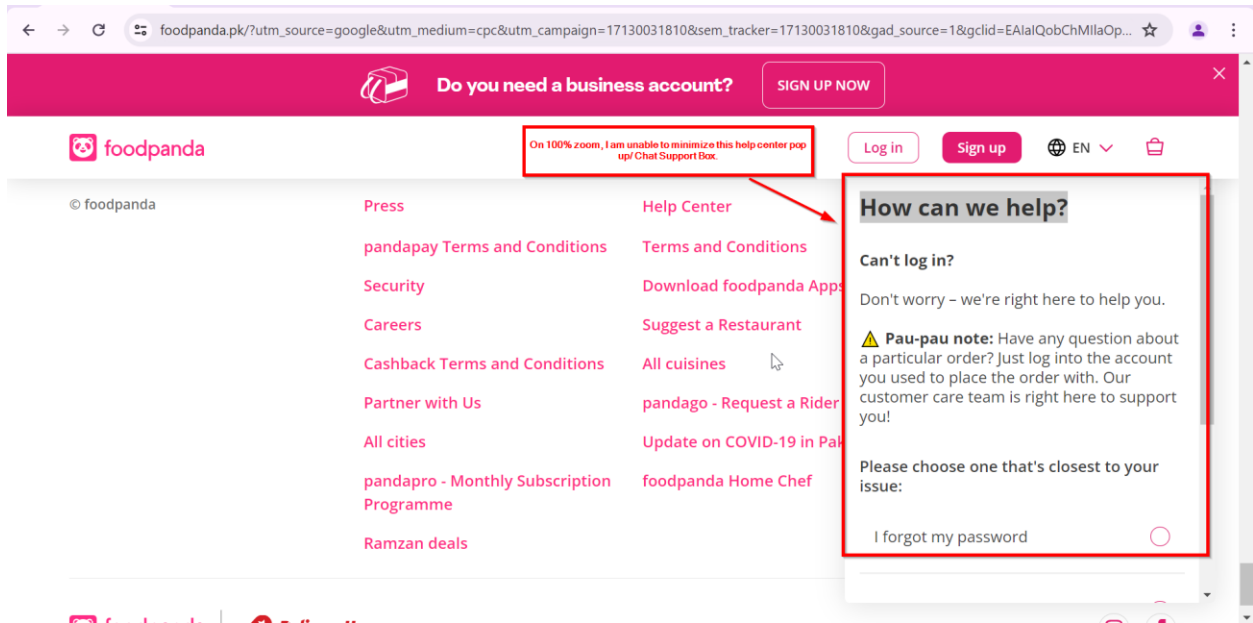 foodpanda.pk/?utm_source=google&utm_medium=cpc&utm_campaign=17130031810&sem_tracker=17130031810&gad_source=1&gclid=EAIaIQobChMIlaOp...
Do you need a business account?
SIGN UP NOW
foodpanda
On 100% zoom, I am unable to minimize this help center pop
up/ Chat Support Box.
Log in
Sign up
EN
© foodpanda
Press
pandapay Terms and Conditions
Security
Careers
Cashback Terms and Conditions
Partner with Us
All cities
pandapro - Monthly Subscription
Programme
Ramzan deals
Help Center
Terms and Conditions
Download foodpanda Apps
Suggest a Restaurant
All cuisines
pandago - Request a Rider
Update on COVID-19 in Pak
foodpanda Home Chef
How can we help?
Can't log in?
Don't worry – we're right here to help you.
Pau-pau note: Have any question about
a particular order? Just log into the account
you used to place the order with. Our
customer care team is right here to support
you!
Please choose one that's closest to your
issue:
I forgot my password